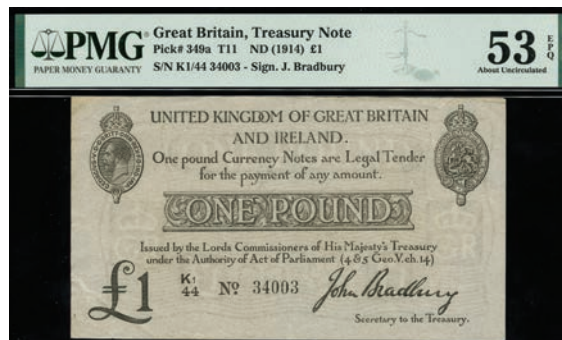 PMG
PAPER MONEY GUARANTY
Great Britain, Treasury Note
Pick# 349a T11 ND (1914) £1
S/N K1/44 34003 - Sign. J. Bradbury
53
EPQ
About Uncirculated
UNITED KINGDOM OF GREAT BRITAIN
AND IRELAND.
One pound Currency Notes are Legal Tender
for the payment of any amount.
ONE POUND
Issued by the Lords Commissioners of His Majesty's Treasury
under the Authority of Act of Parliament (4 & 5 Geo.V.ch.14)
£1 K1/44 No 34003 John Bradbury
Secretary to the Treasury.